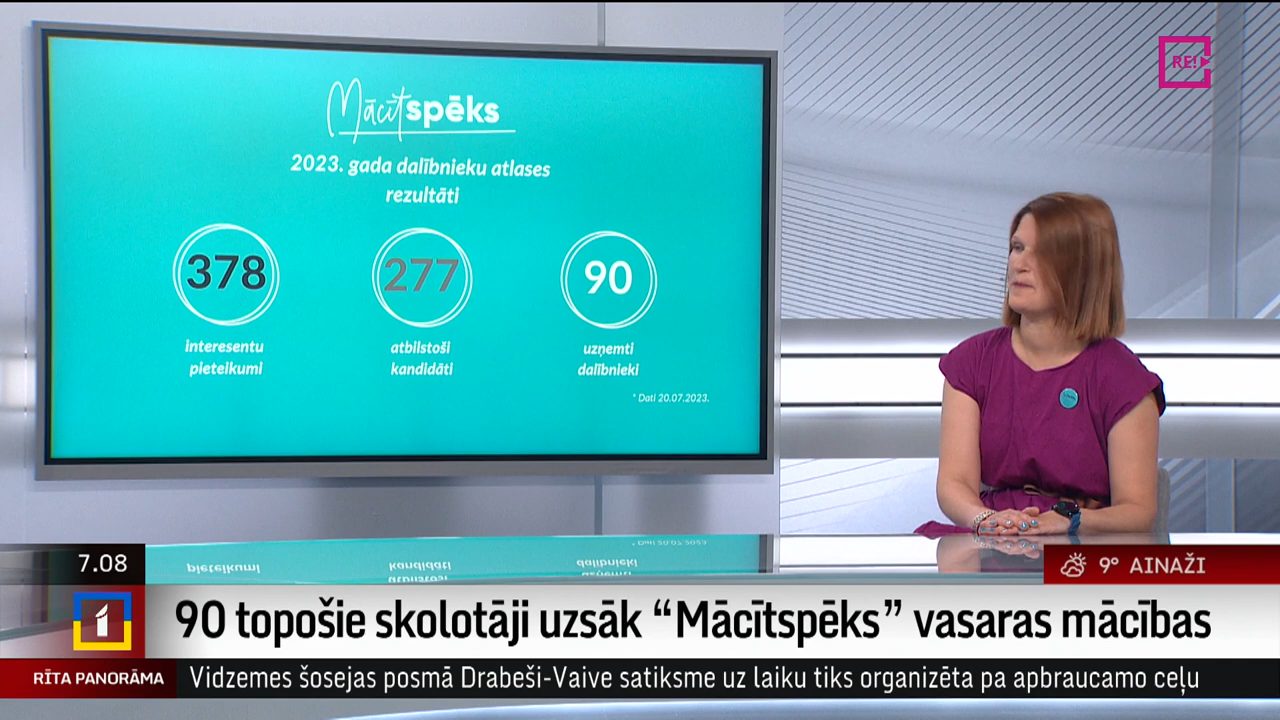 RE!
Mācītspēks
2023. gada dalībnieku atlases
rezultāti
378
277
90
interesentu
pieteikumi
atbilstoši
kandidāti
uzņemti
dalībnieki
* Dati 20.07.2023.
7.08
9° AINAŽI
1
90 topošie skolotāji uzsāk “Mācītspēks” vasaras mācības
RĪTA PANORĀMA
Vidzemes šosejas posmā Drabeši-Vaive satiksme uz laiku tiks organizēta pa apbraucamo ceļu